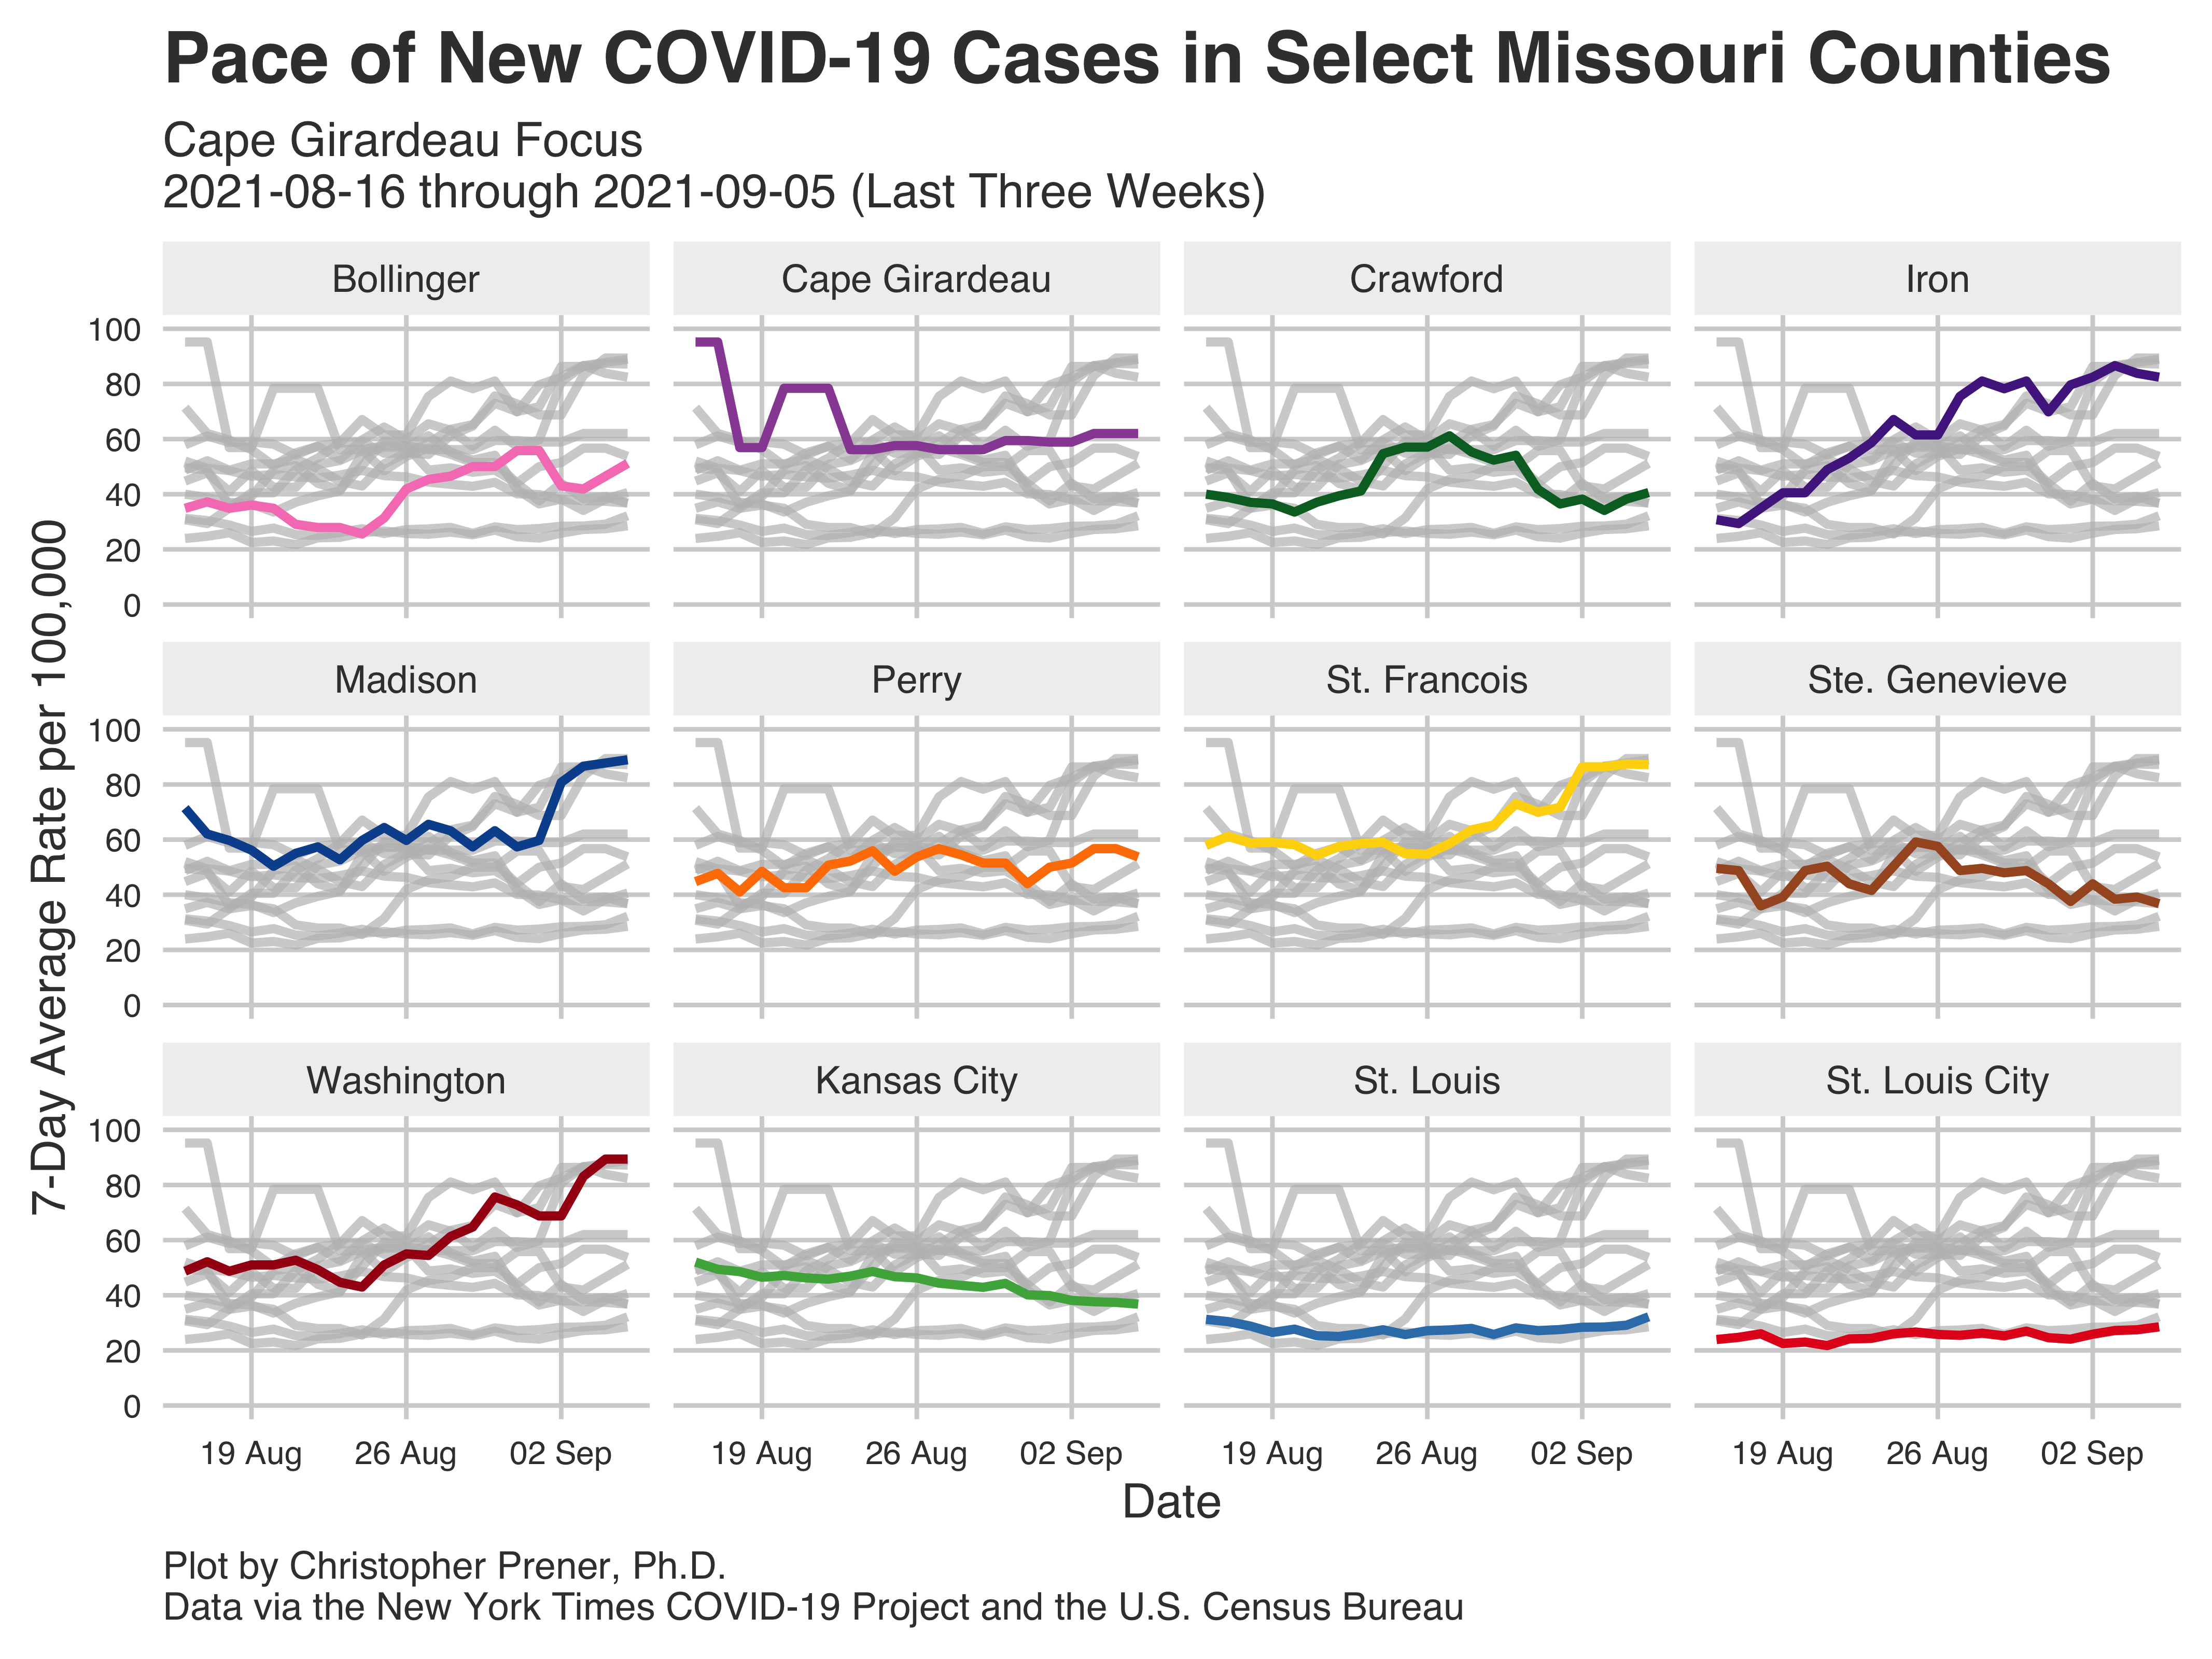 Pace of New COVID-19 Cases in Select Missouri Counties
Cape Girardeau Focus
2021-08-16 through 2021-09-05 (Last Three Weeks)
7-Day Average Rate per 100,000
Bollinger
Cape Girardeau
Crawford
Iron
100
80
60
40
20
0
Madison
Perry
St. Francois
Ste. Genevieve
100
80
60
40
20
0
Washington
Kansas City
St. Louis
St. Louis City
100
80
60
40
20
0
19 Aug 26 Aug 02 Sep
19 Aug 26 Aug 02 Sep
19 Aug 26 Aug 02 Sep
19 Aug 26 Aug 02 Sep
Date
Plot by Christopher Prener, Ph.D.
Data via the New York Times COVID-19 Project and the U.S. Census Bureau